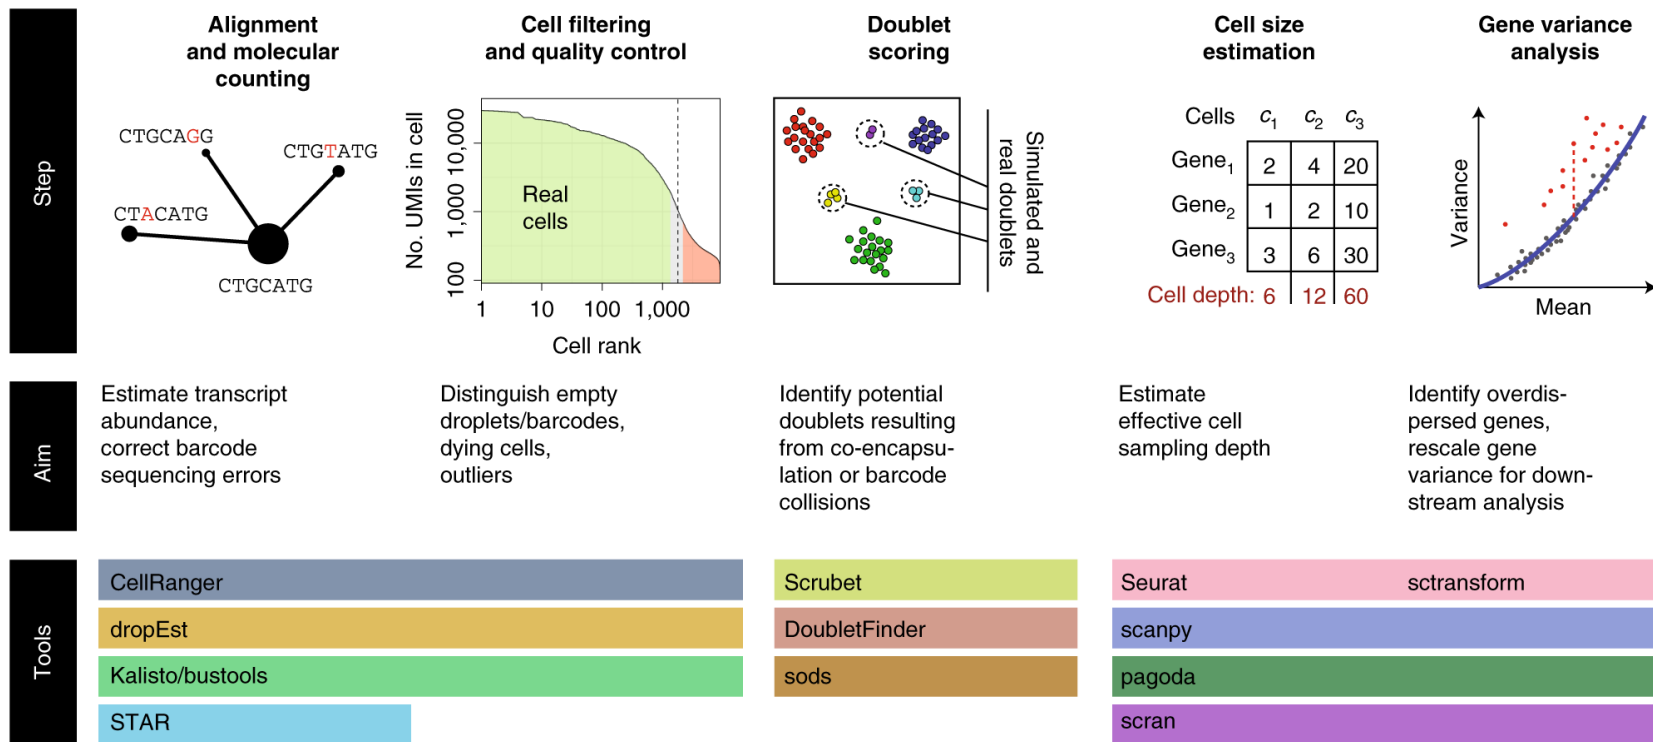 Step
Alignment
and molecular
counting
CTGCAGG
CTGTATG
CTACATG
CTGCATG
Cell filtering
and quality control
No. UMIs in cell
10,000
1,000
100
Real
cells
1 10 100 1,000
Cell rank
Doublet
scoring
Simulated and
real doublets
Cell size
estimation
Cells c1 c2 c3
Gene1 2 4 20
Gene2 1 2 10
Gene3 3 6 30
Cell depth: 6 12 60
Gene variance
analysis
Variance
Mean
Aim
Estimate transcript
abundance,
correct barcode
sequencing errors
Distinguish empty
droplets/barcodes,
dying cells,
outliers
Identify potential
doublets resulting
from co-encapsu-
lation or barcode
collisions
Estimate
effective cell
sampling depth
Identify overdis-
persed genes,
rescale gene
variance for down-
stream analysis
Tools
CellRanger
dropEst
Kalisto/bustools
STAR
Scrubet
DoubletFinder
sods
Seurat sctransform
scanpy
pagoda
scran